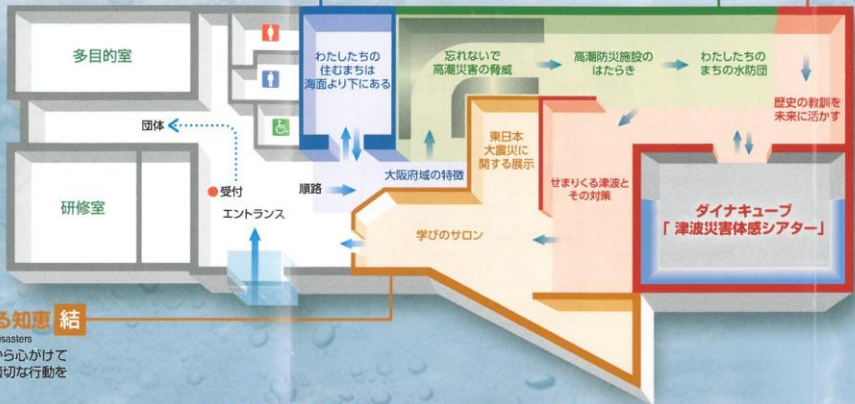 多目的室
団体
受付
エントランス
研修室
順路
わたしたちの
住むまちは
海面より下にある
大阪府域の特徴
忘れないで
高潮災害の脅威
高潮防災施設の
はたらき
わたしたちの
まちの水防団
歴史の教訓を
未来に活かす
ダイナキューブ
「津波災害体感シアター」
せまりくる津波と
その対策
東日本
大震災に
関する展示
学びのサロン
る知恵 結
isasters
ら心がけて
適切な行動を